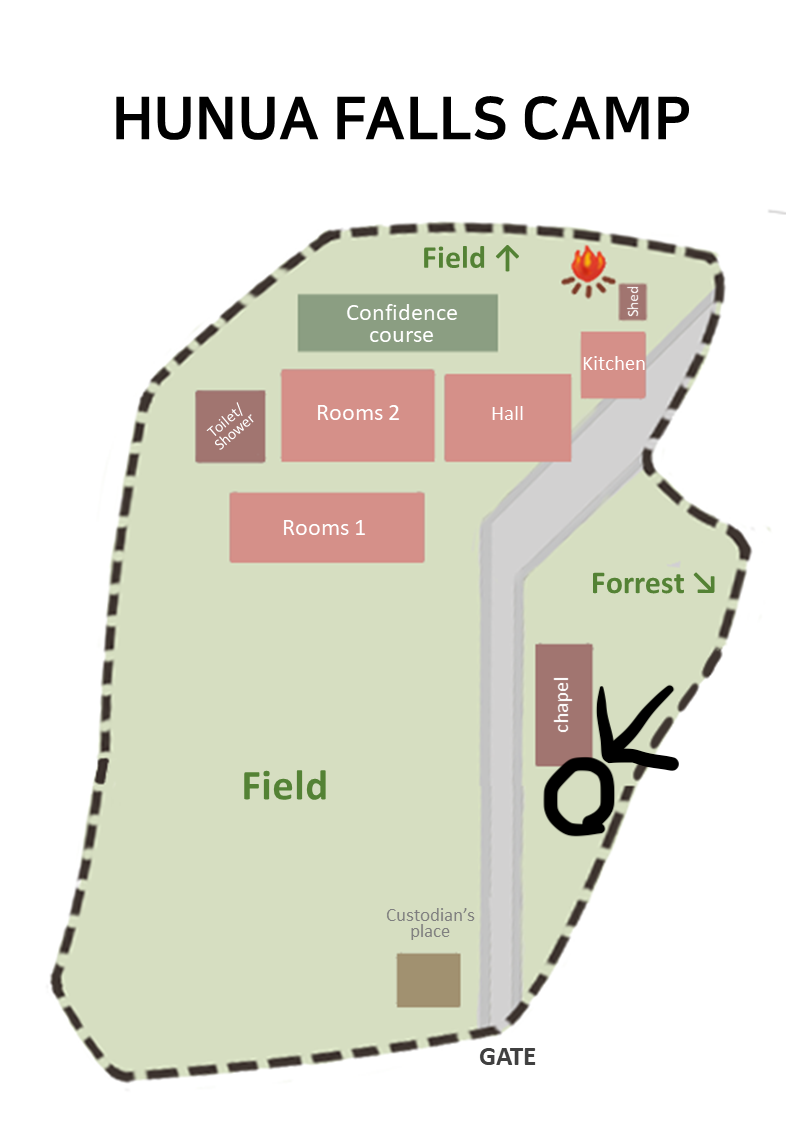 HUNUA FALLS CAMP
Field ↑
Shed
Confidence
course
Kitchen
Toilet/
Shower
Rooms 2
Hall
Rooms 1
Forrest ↘
chapel
Field
Custodian's
place
GATE